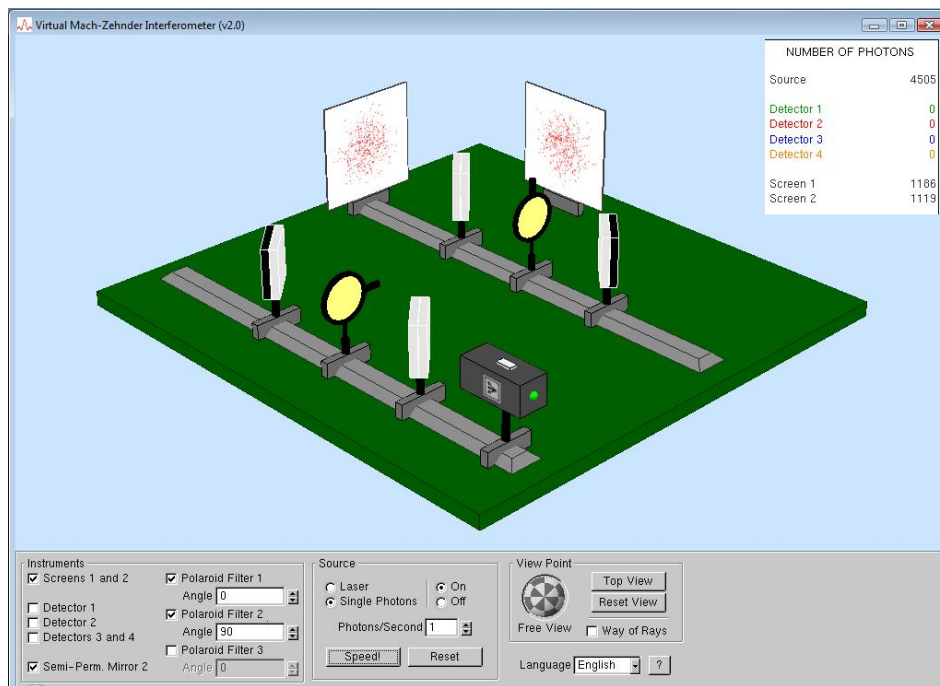 Virtual Mach-Zehnder Interferometer (v2.0)
NUMBER OF PHOTONS
Source 4505
Detector 1 0
Detector 2 0
Detector 3 0
Detector 4 0
Screen 1 1186
Screen 2 1119
Instruments
Screens 1 and 2
Detector 1
Detector 2
Detectors 3 and 4
Semi-Perm. Mirror 2
Polaroid Filter 1
Angle 0
Polaroid Filter 2
Angle 90
Polaroid Filter 3
Angle 0
Source
Laser
Single Photons
On
Off
Photons/Second 1
Speed!
Reset
View Point
Free View
Top View
Reset View
Way of Rays
Language English ?